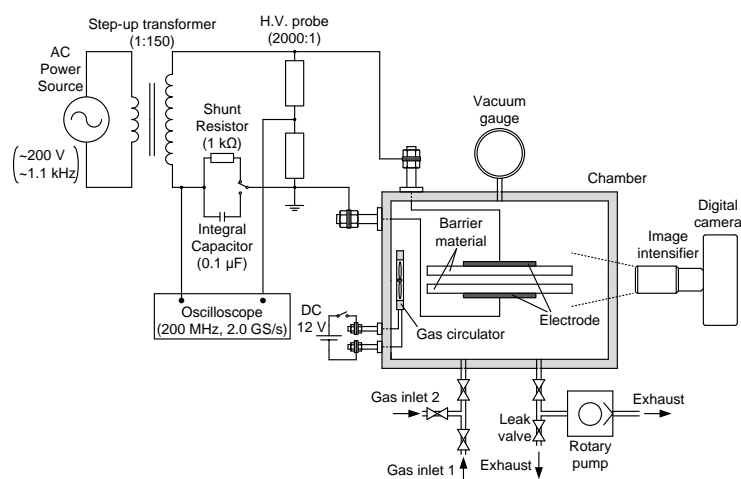 Step-up transformer
(1:150)
H.V. probe
(2000:1)
AC
Power
Source
Shunt
Resistor
(1 kΩ)
Vacuum
gauge
(~200 V
~1.1 kHz)
Chamber
Digital
camera
Integral
Capacitor
(0.1 µF)
Barrier
material
Image
intensifier
Oscilloscope
(200 MHz, 2.0 GS/s)
DC
12 V
Electrode
Gas circulator
Gas inlet 2
Leak
valve
Exhaust
Rotary
pump
Gas inlet 1
Exhaust